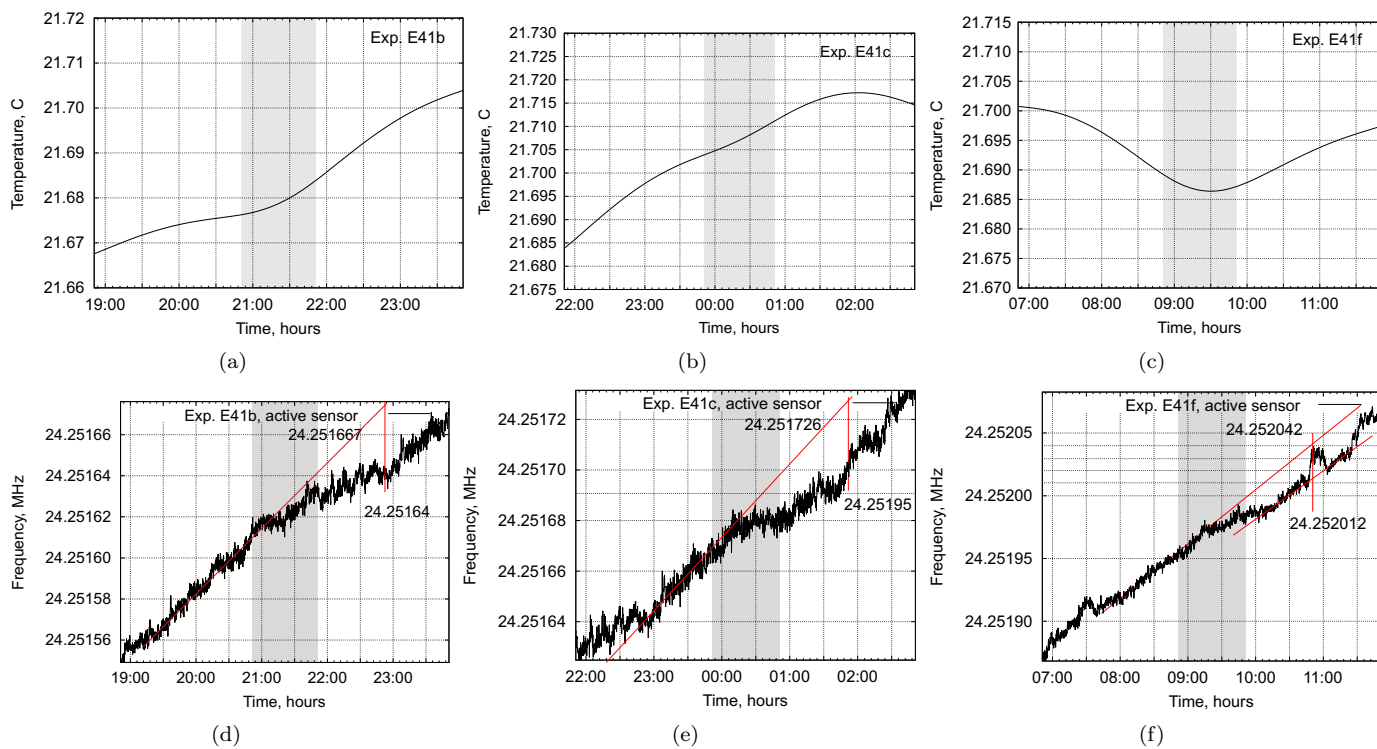 21.72
21.71
21.70
21.69
21.68
21.67
21.66
Temperature, C
Exp. E41b
19:00 20:00 21:00 22:00 23:00
Time, hours
(a)
21.730
21.725
21.720
21.715
21.710
21.705
21.700
21.695
21.690
21.685
21.680
21.675
Temperature, C
Exp. E41c
22:00 23:00 00:00 01:00 02:00
Time, hours
(b)
21.715
21.710
21.705
21.700
21.695
21.690
21.685
21.680
21.675
21.670
Temperature, C
Exp. E41f
07:00 08:00 09:00 10:00 11:00
Time, hours
(c)
24.25166
24.25164
24.25162
24.25160
24.25158
24.25156
Frequency, MHz
Exp. E41b, active sensor
24.251667
24.25164
19:00 20:00 21:00 22:00 23:00
Time, hours
(d)
24.25172
24.25170
24.25168
24.25166
24.25164
Frequency, MHz
Exp. E41c, active sensor
24.251726
24.25195
22:00 23:00 00:00 01:00 02:00
Time, hours
(e)
24.25205
24.25200
24.25195
24.25190
Frequency, MHz
Exp. E41f, active sensor
24.252042
24.252012
07:00 08:00 09:00 10:00 11:00
Time, hours
(f)